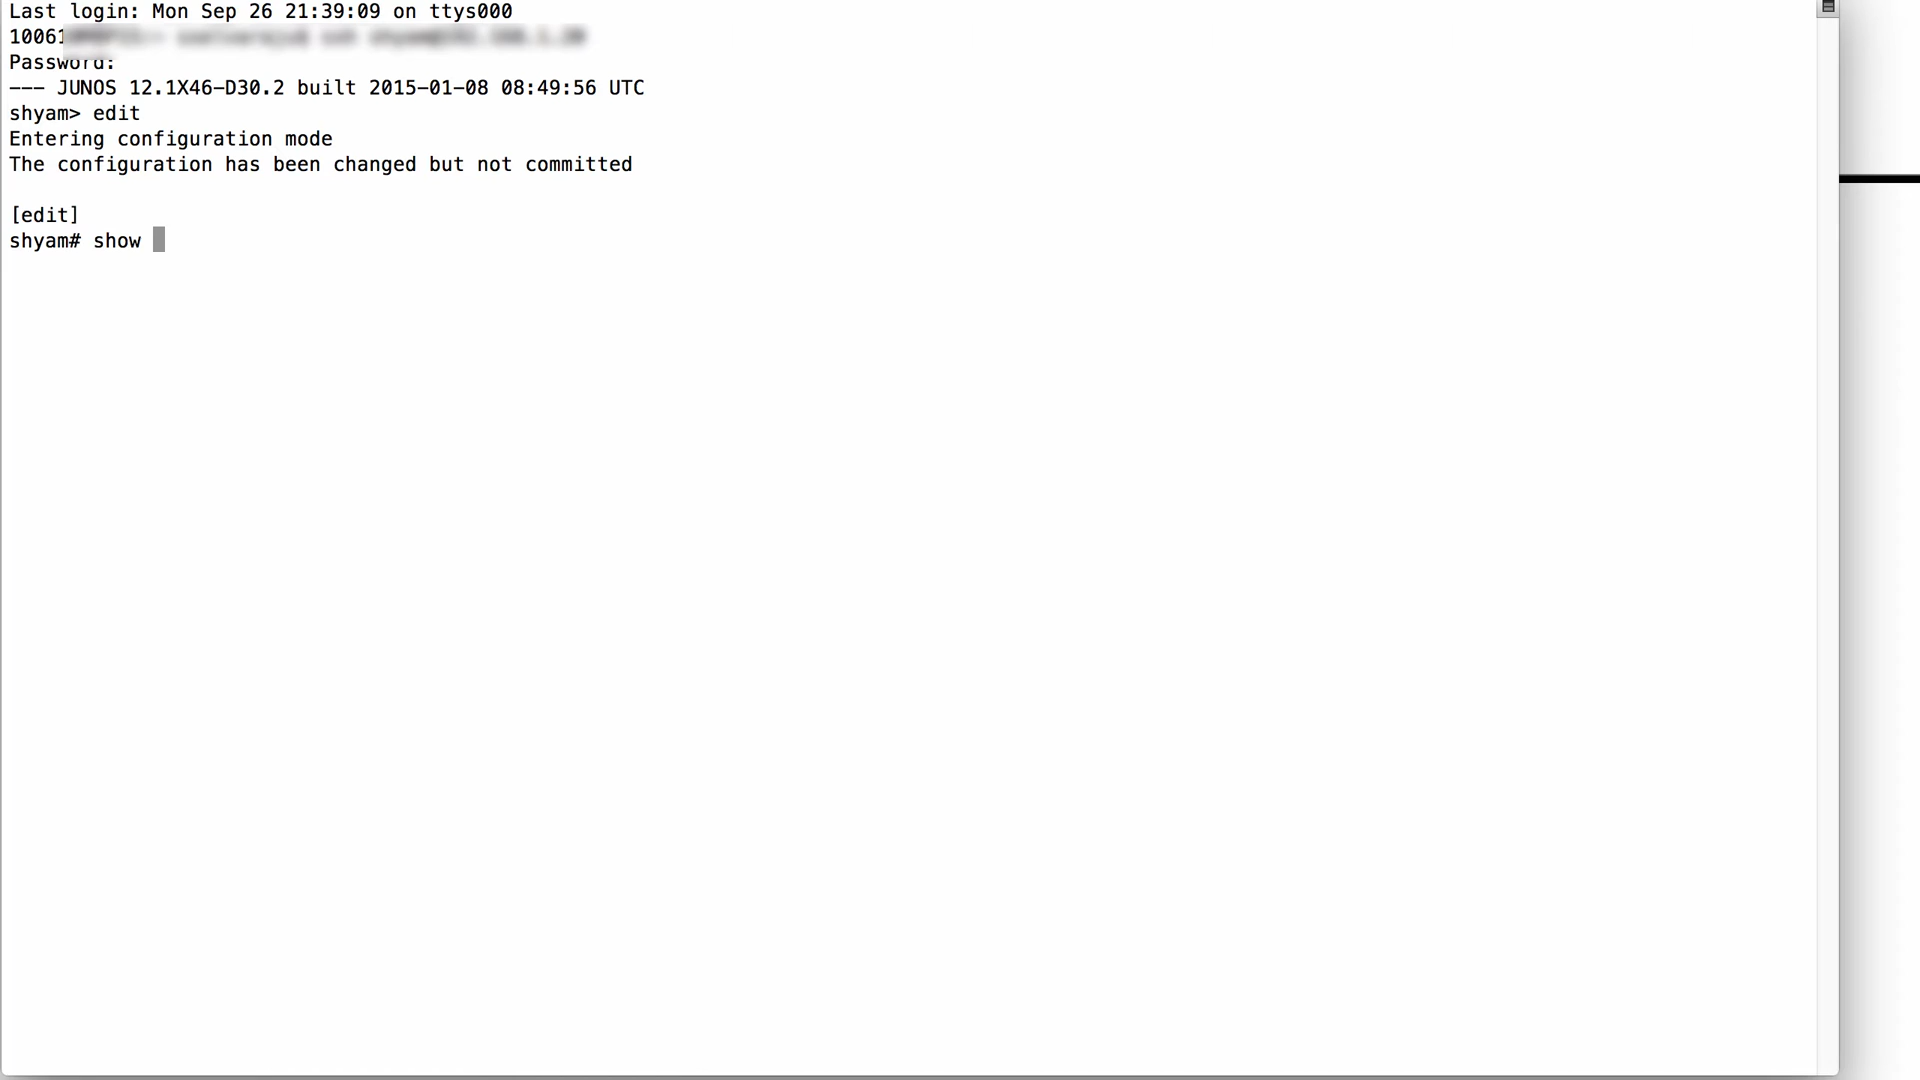 Last login: Mon Sep 26 21:39:09 on ttys000
10061
Password:
--- JUNOS 12.1X46-D30.2 built 2015-01-08 08:49:56 UTC
shyam> edit
Entering configuration mode
The configuration has been changed but not committed
[edit]
shyam# show